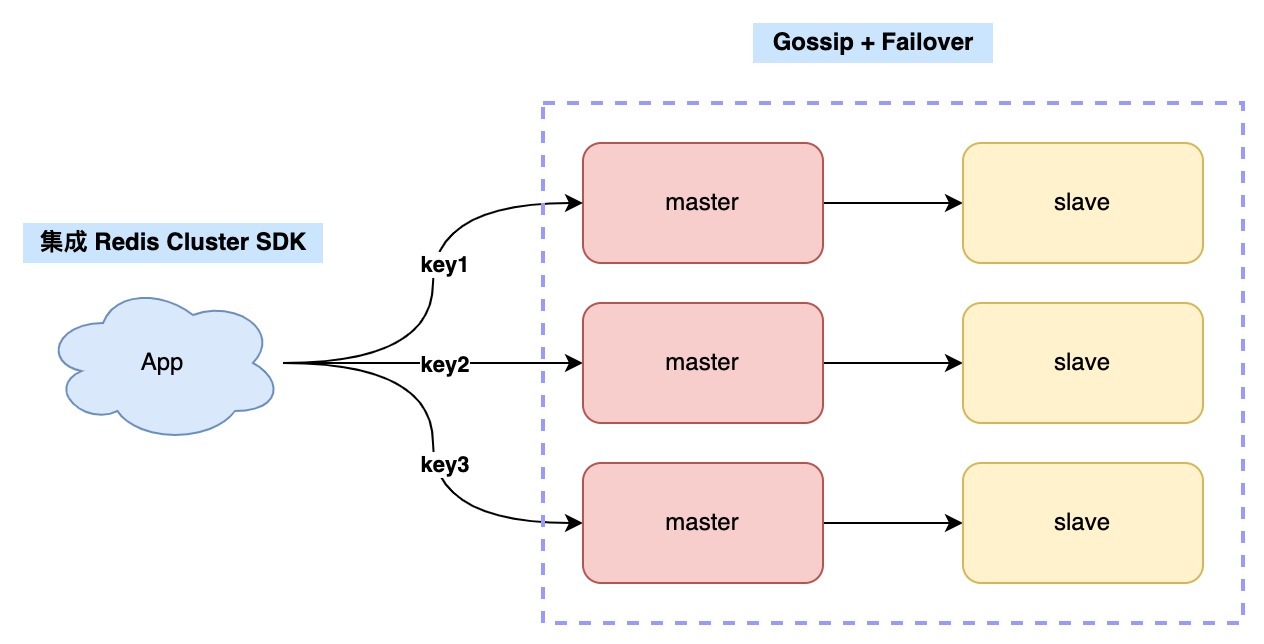 Gossip + Failover
集成 Redis Cluster SDK
App
key1
key2
key3
master
slave
master
slave
master
slave